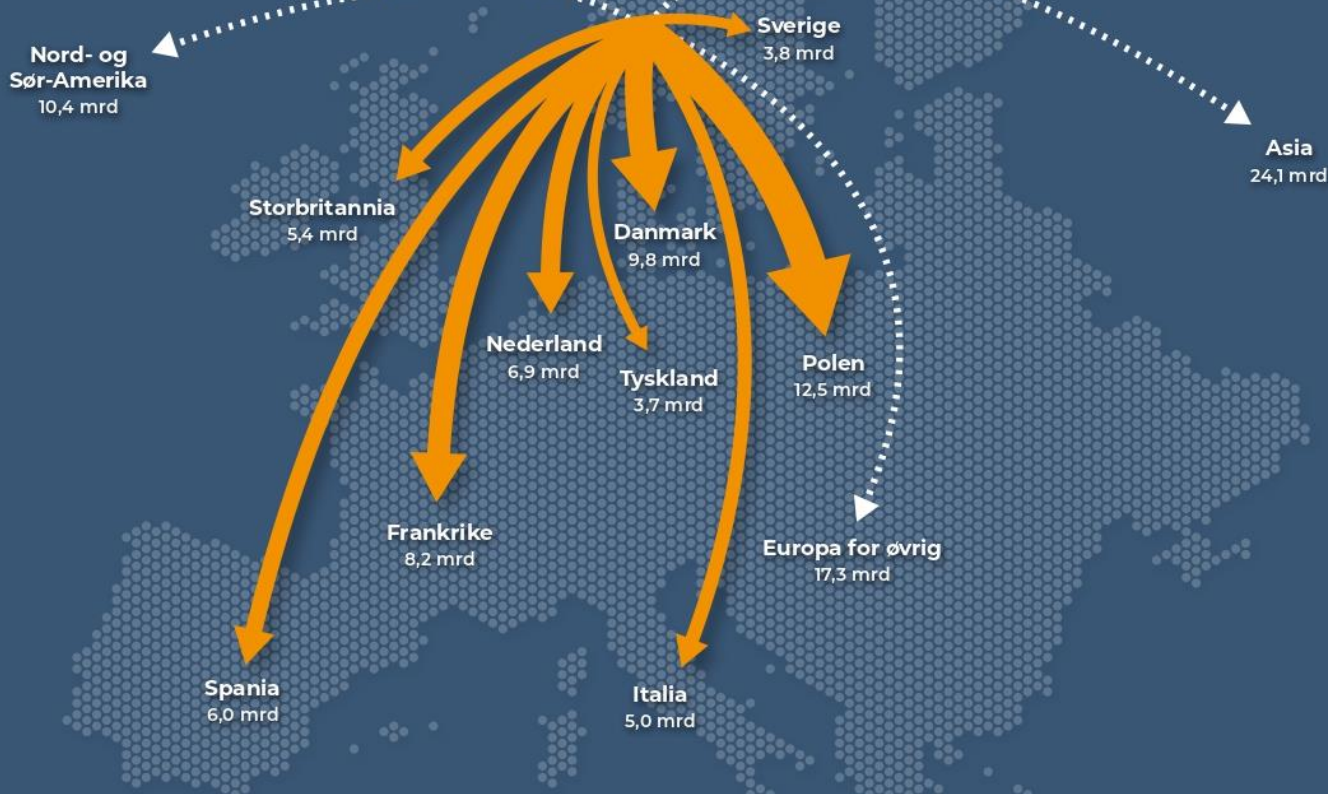 Sverige
3,8 mrd
Nord- og
Sør-Amerika
10,4 mrd
Asia
24,1 mrd
Storbritannia
5,4 mrd
Danmark
9,8 mrd
Nederland
6,9 mrd
Tyskland
3,7 mrd
Polen
12,5 mrd
Frankrike
8,2 mrd
Europa for øvrig
17,3 mrd
Spania
6,0 mrd
Italia
5,0 mrd